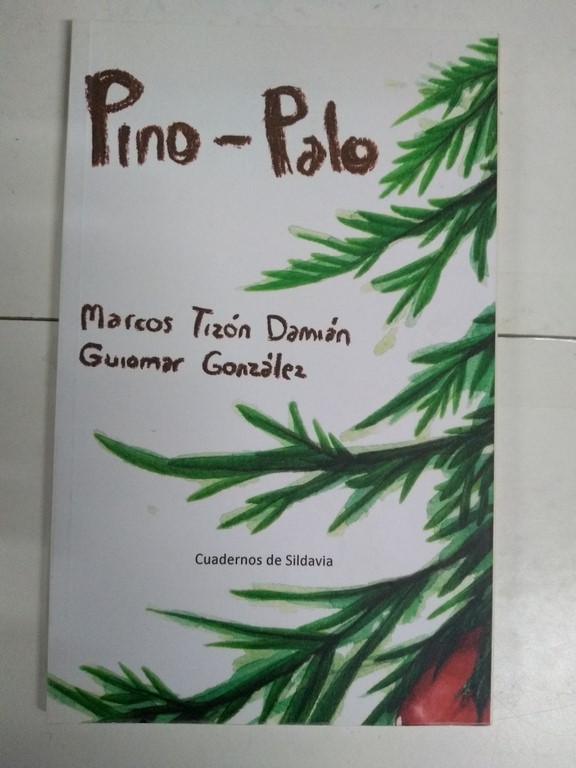 Pino-Palo
Marcos Tizón Damián
Guiomar González
Cuadernos de Sildavia